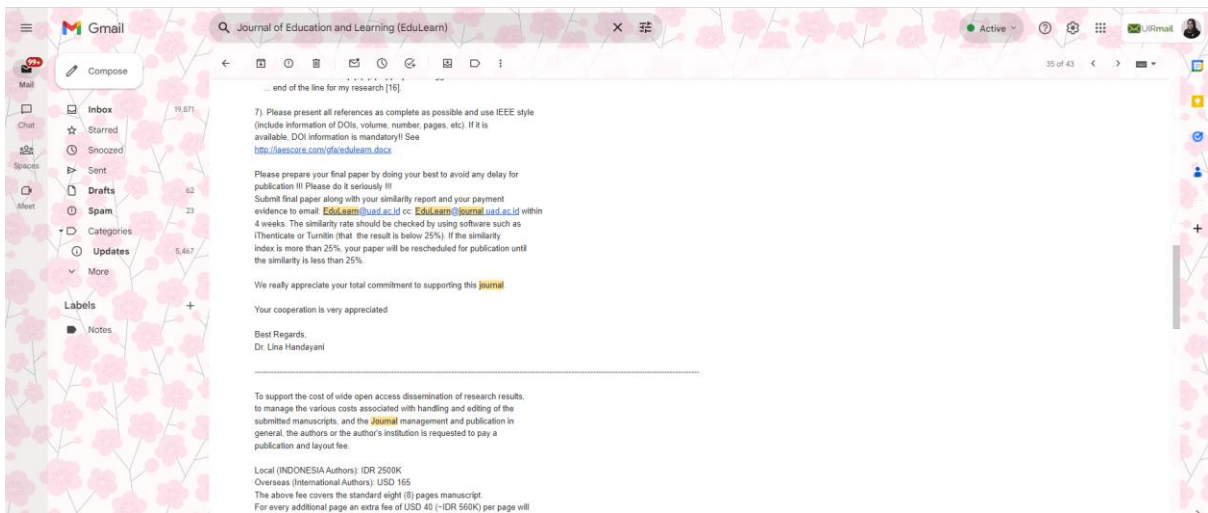 Gmail
Journal of Education and Learning (EduLearn)
Active
UIRmail
99+
Mail
Chat
Spaces
Meet
Compose
Inbox 19,871
Starred
Snoozed
Sent
Drafts 62
Spam 23
Categories
Updates 5,467
More
Labels
Notes
35 of 43
... end of the line for my research [16].
7). Please present all references as complete as possible and use IEEE style
(include information of DOIs, volume, number, pages, etc). If it is
available, DOI information is mandatory!! See
http://iaescore.com/gfa/edulearn.docx
Please prepare your final paper by doing your best to avoid any delay for
publication !!! Please do it seriously !!!
Submit final paper along with your similarity report and your payment
evidence to email: EduLearn@uad.ac.id cc: EduLearn@journal.uad.ac.id within
4 weeks. The similarity rate should be checked by using software such as
iThenticate or Turnitin (that the result is below 25%). If the similarity
index is more than 25%, your paper will be rescheduled for publication until
the similarity is less than 25%.
We really appreciate your total commitment to supporting this journal.
Your cooperation is very appreciated
Best Regards,
Dr. Lina Handayani
To support the cost of wide open access dissemination of research results,
to manage the various costs associated with handling and editing of the
submitted manuscripts, and the Journal management and publication in
general, the authors or the author's institution is requested to pay a
publication and layout fee.
Local (INDONESIA Authors): IDR 2500K
Overseas (International Authors): USD 165
The above fee covers the standard eight (8) pages manuscript.
For every additional page an extra fee of USD 40 (~IDR 560K) per page will